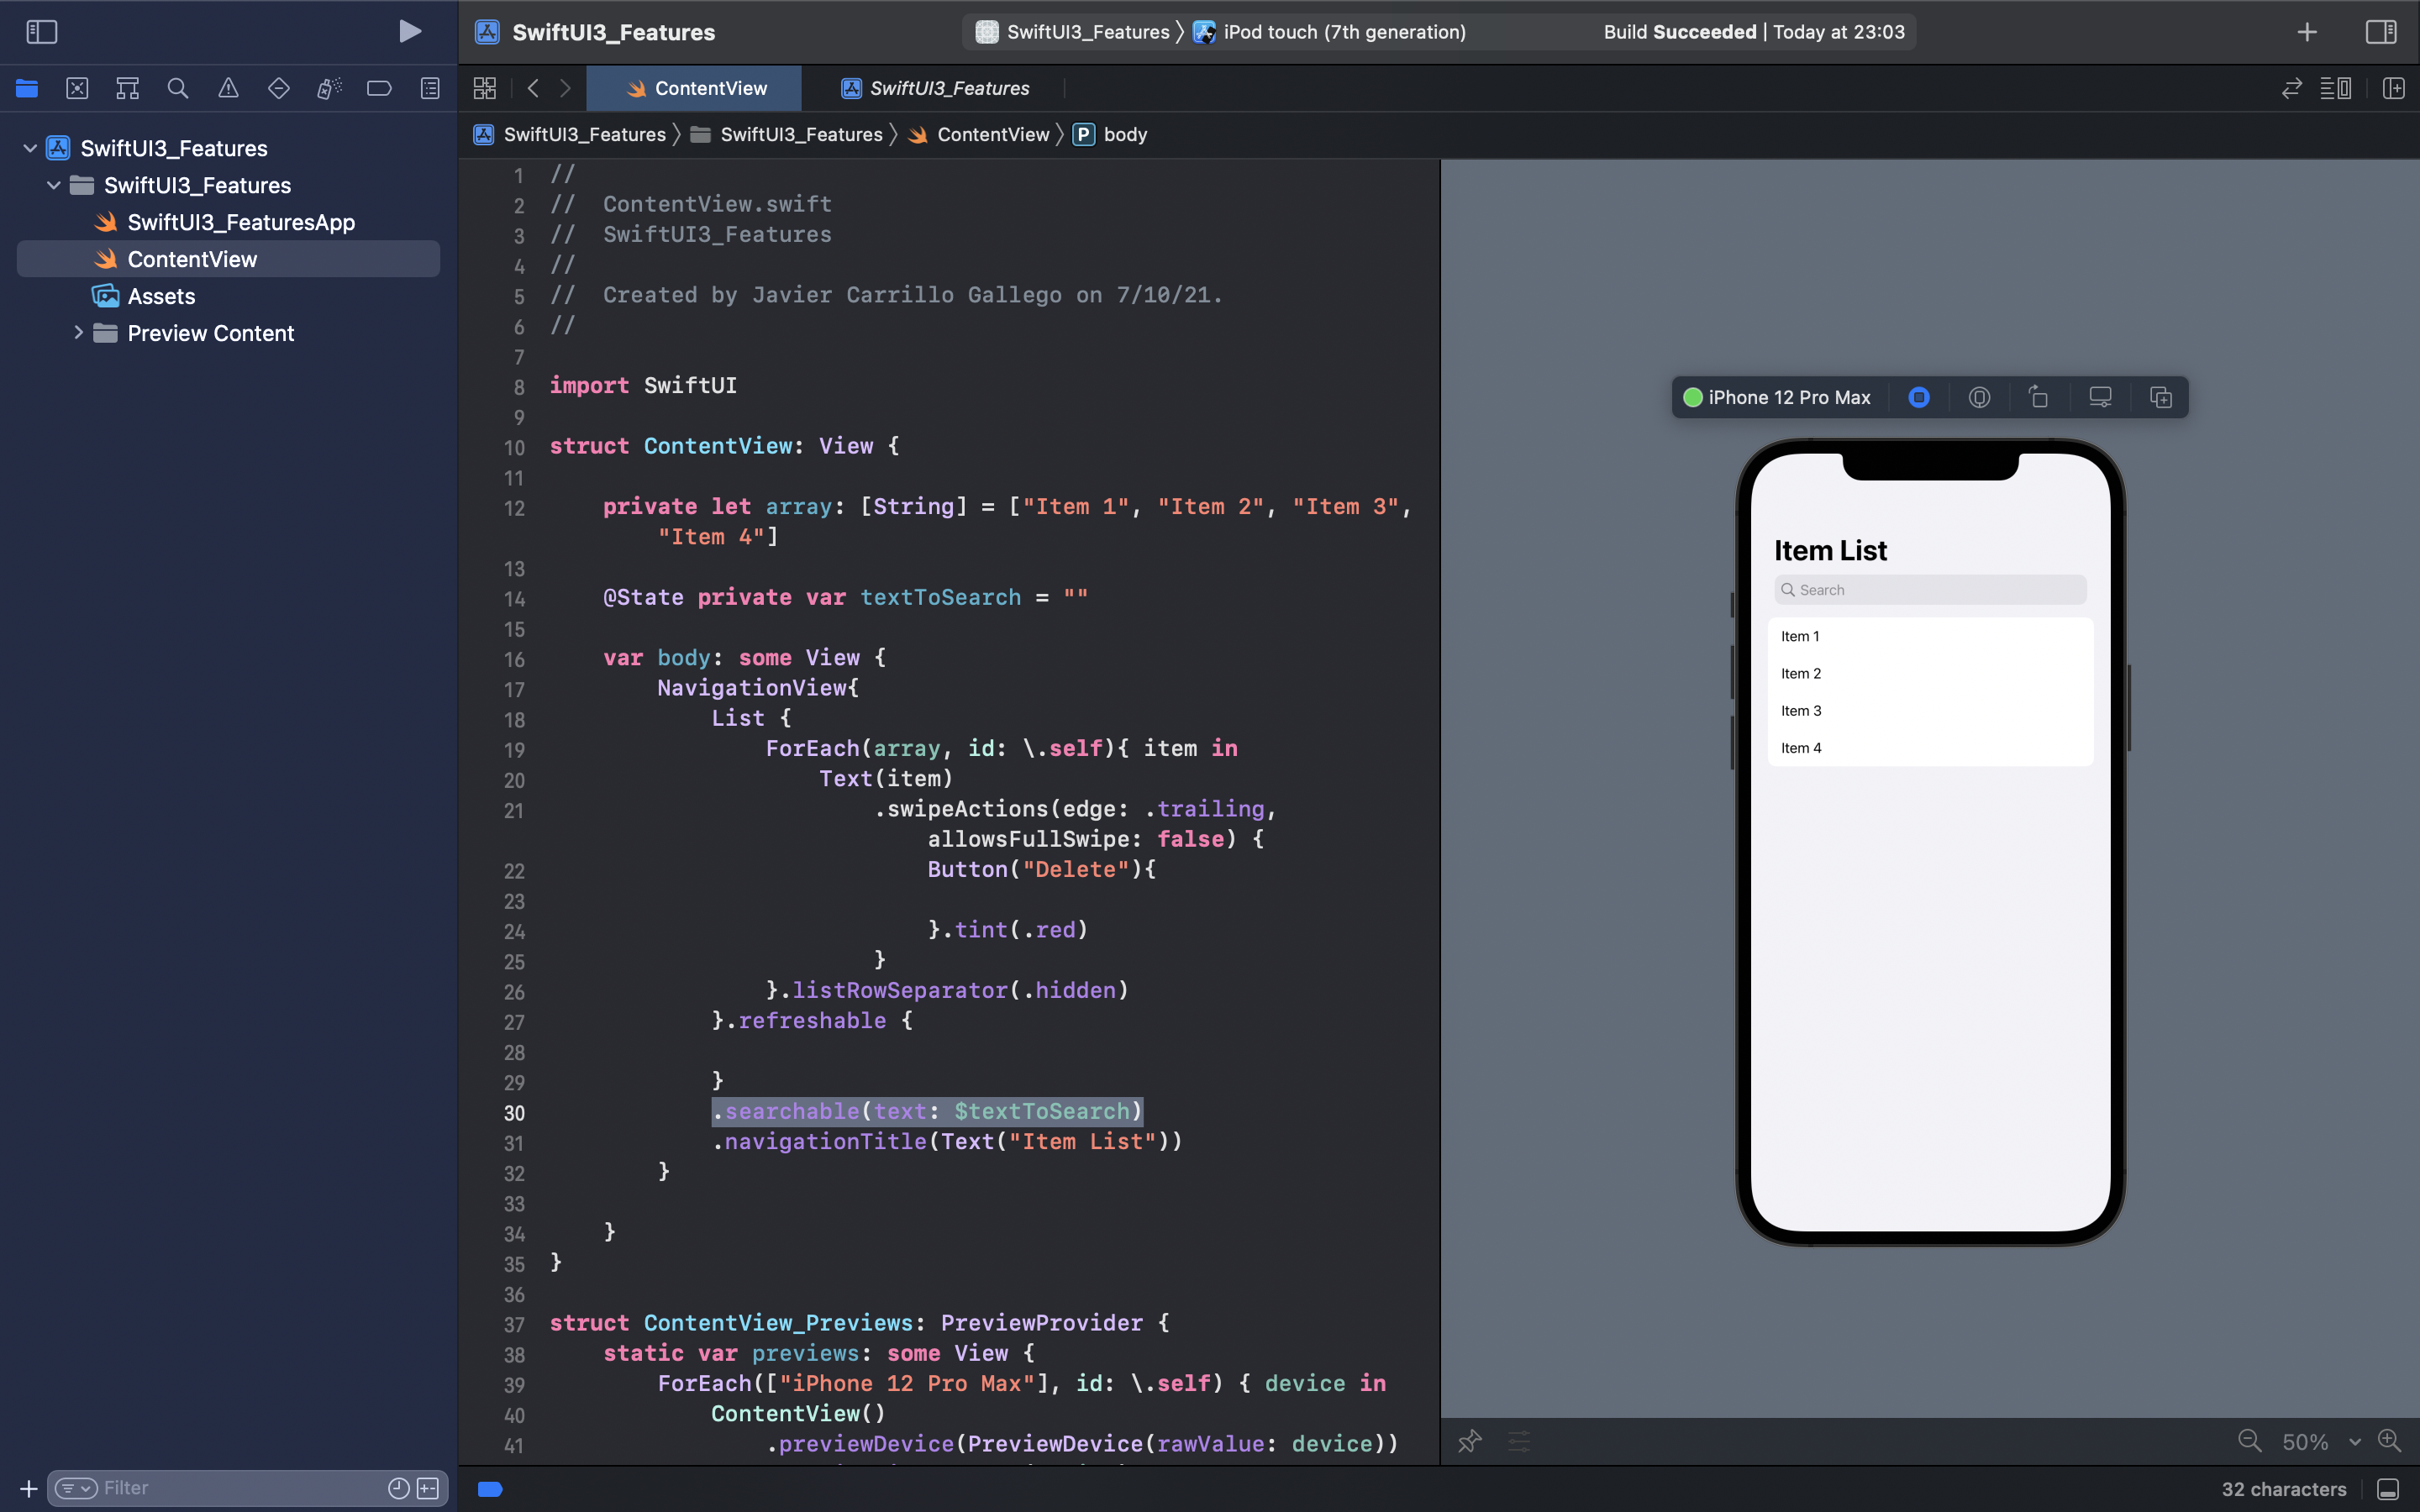 SwiftUI3_Features
SwiftUI3_Features
iPod touch (7th generation)
Build Succeeded | Today at 23:03
ContentView
SwiftUI3_Features
SwiftUI3_Features
SwiftUI3_Features
ContentView
P
body
SwiftUI3_Features
SwiftUI3_Features
SwiftUI3_FeaturesApp
ContentView
Assets
Preview Content
Filter
1 //
2 //  ContentView.swift
3 //  SwiftUI3_Features
4 //
5 //  Created by Javier Carrillo Gallego on 7/10/21.
6 //
7
8 import SwiftUI
9
10 struct ContentView: View {
11
12     private let array: [String] = ["Item 1", "Item 2", "Item 3",
        "Item 4"]
13
14     @State private var textToSearch = ""
15
16     var body: some View {
17         NavigationView{
18             List {
19                 ForEach(array, id: \.self){ item in
20                     Text(item)
21                         .swipeActions(edge: .trailing,
                            allowsFullSwipe: false) {
22                             Button("Delete"){
23
24                             }.tint(.red)
25                         }
26                 }.listRowSeparator(.hidden)
27             }.refreshable {
28
29             }
30             .searchable(text: $textToSearch)
31             .navigationTitle(Text("Item List"))
32         }
33
34     }
35 }
36
37 struct ContentView_Previews: PreviewProvider {
38     static var previews: some View {
39         ForEach(["iPhone 12 Pro Max"], id: \.self) { device in
40             ContentView()
41                 .previewDevice(PreviewDevice(rawValue: device))
iPhone 12 Pro Max
Item List
Search
Item 1
Item 2
Item 3
Item 4
50%
32 characters